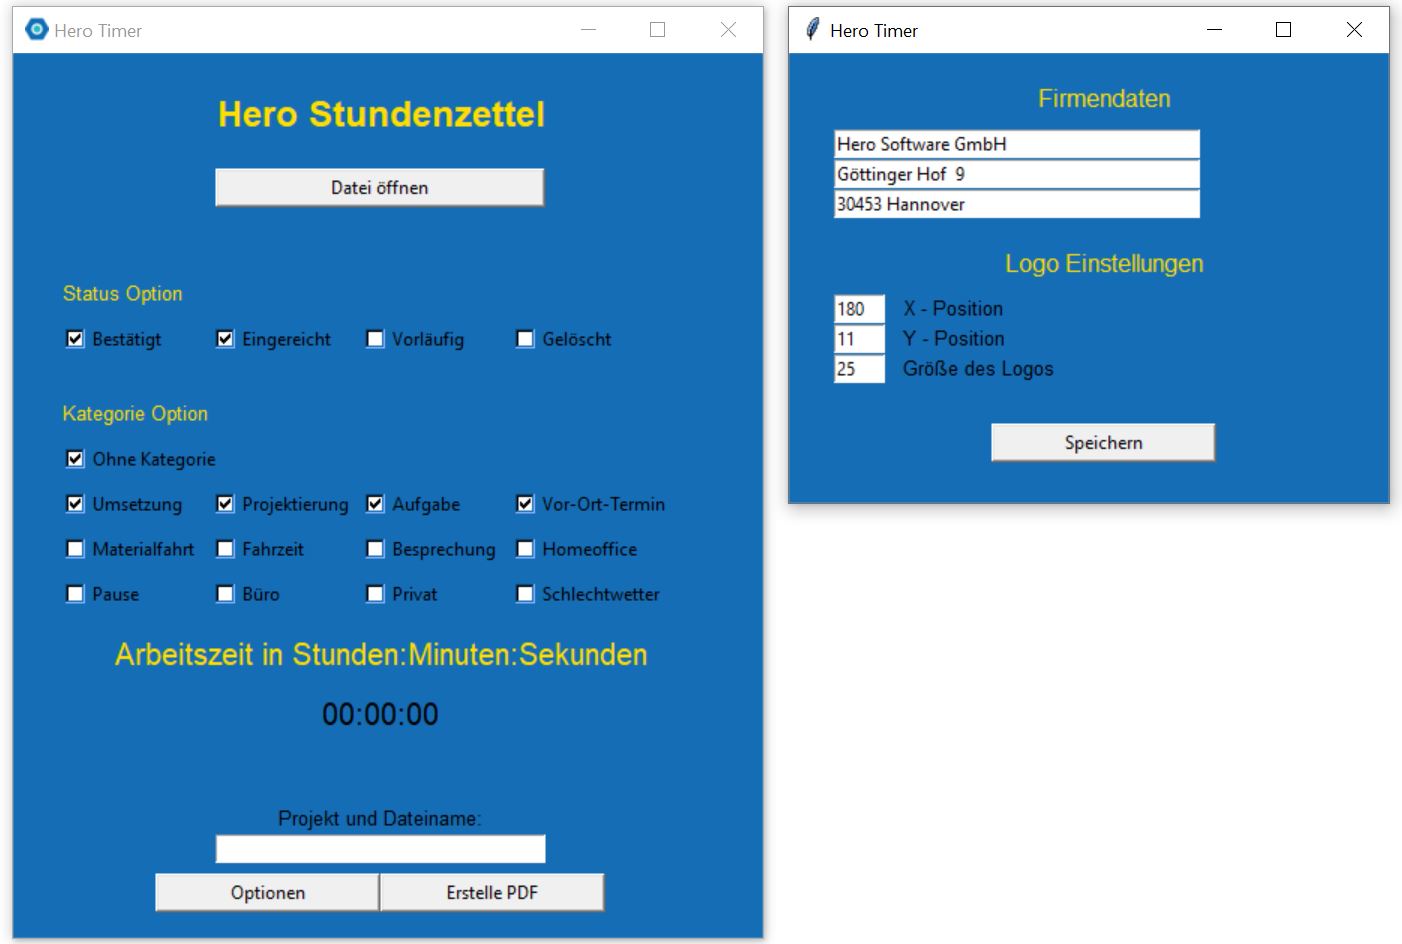 Hero Timer
Hero Stundenzettel
Datei öffnen
Status Option
Bestätigt Eingereicht Vorläufig Gelöscht
Kategorie Option
Ohne Kategorie
Umsetzung Projektierung Aufgabe Vor-Ort-Termin
Materialfahrt Fahrzeit Besprechung Homeoffice
Pause Büro Privat Schlechtwetter
Arbeitszeit in Stunden:Minuten:Sekunden
00:00:00
Projekt und Dateiname:
Optionen Erstelle PDF
Hero Timer
Firmendaten
Hero Software GmbH
Göttinger Hof  9
30453 Hannover
Logo Einstellungen
180 X - Position
11 Y - Position
25 Größe des Logos
Speichern